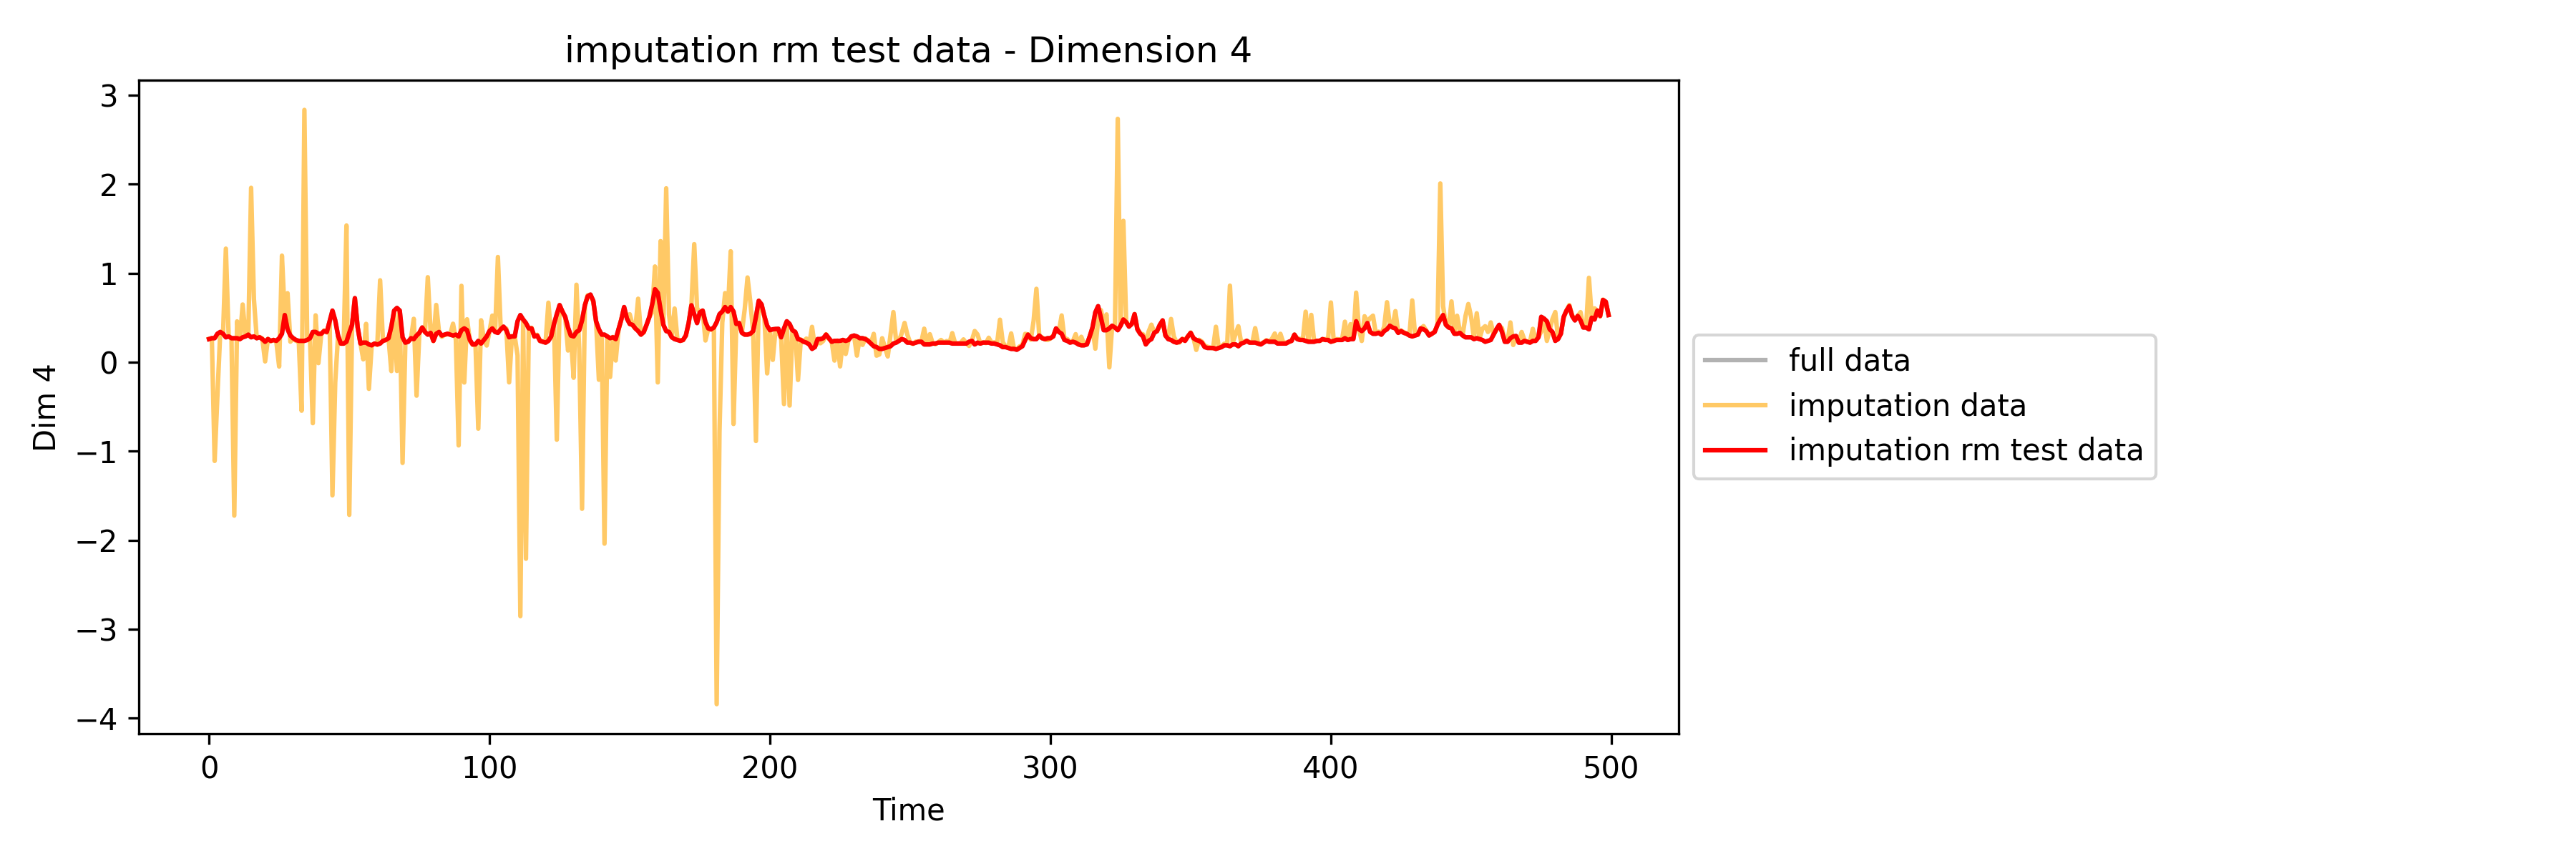 imputation rm test data - Dimension 4
3
2
1
0
−1
−2
−3
−4
Dim 4
0 100 200 300 400 500
Time
full data
imputation data
imputation rm test data